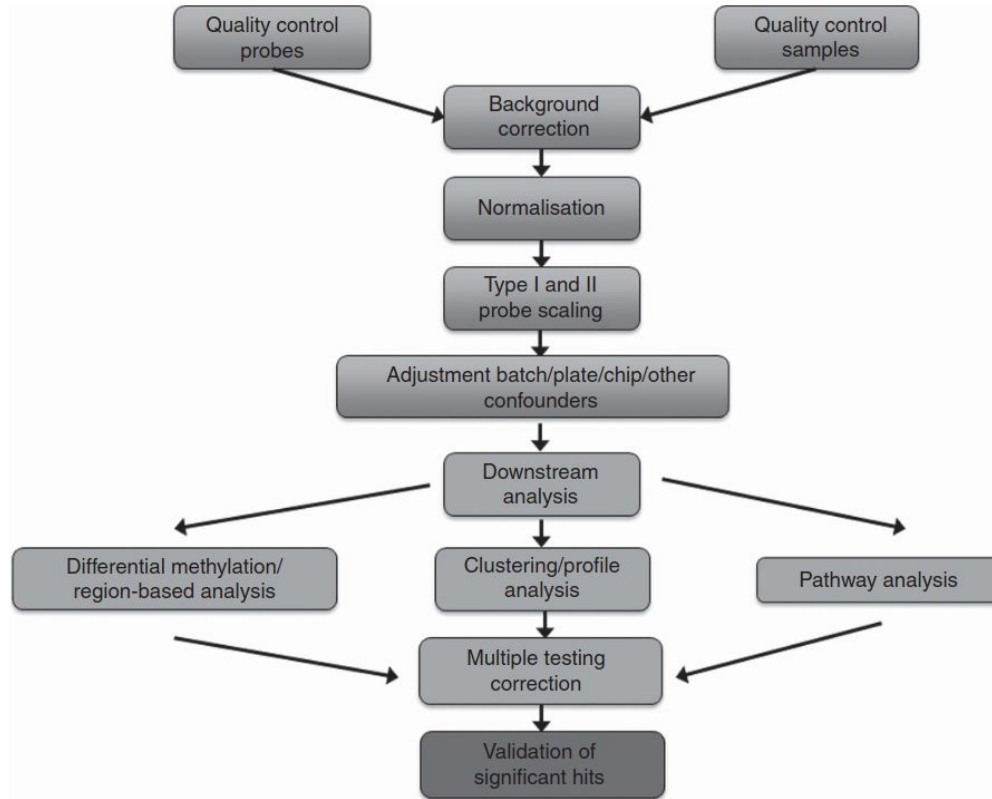 Quality control
probes
Quality control
samples
Background
correction
Normalisation
Type I and II
probe scaling
Adjustment batch/plate/chip/other
confounders
Downstream
analysis
Differential methylation/
region-based analysis
Clustering/profile
analysis
Pathway analysis
Multiple testing
correction
Validation of
significant hits